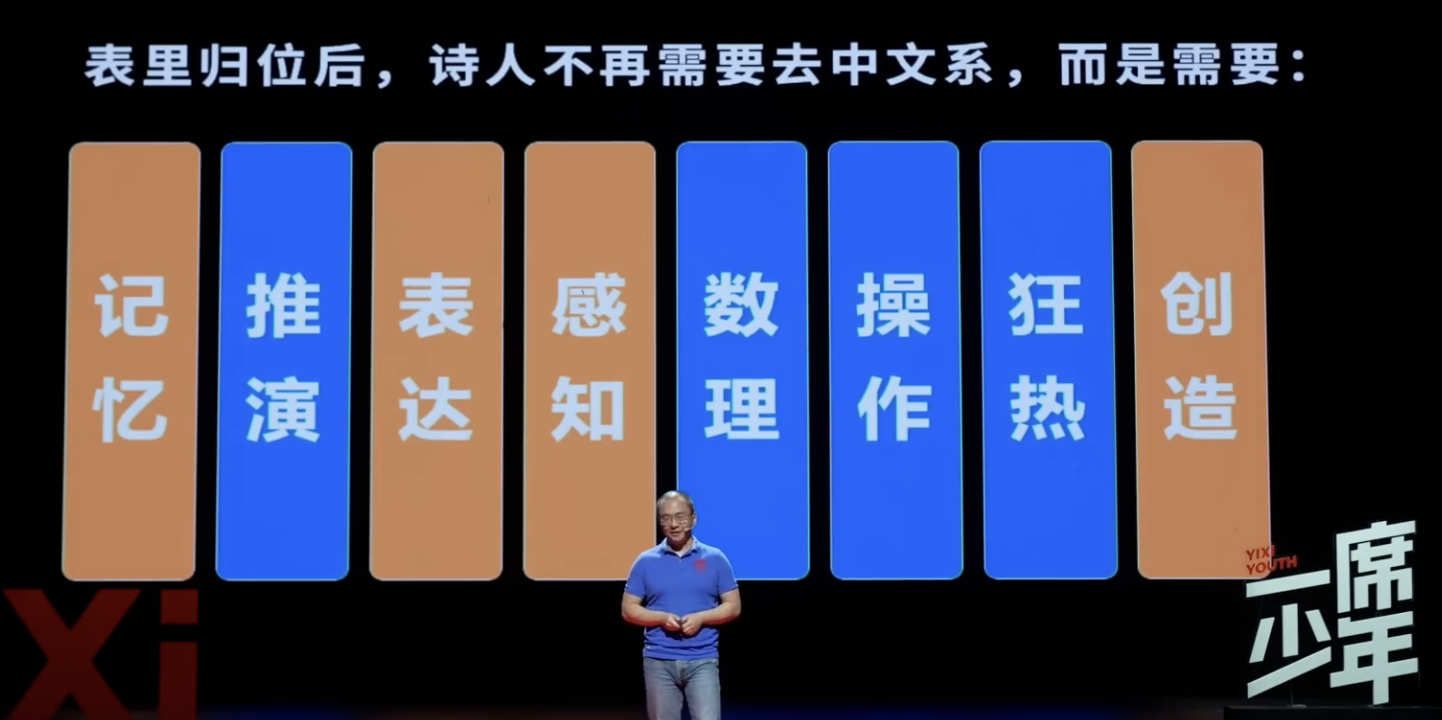 表里归位后，诗人不再需要去中文系，而是需要：
记忆
推演
表达
感知
数理
操作
狂热
创造
YIXI
YOUTH
一席
少年
Xi